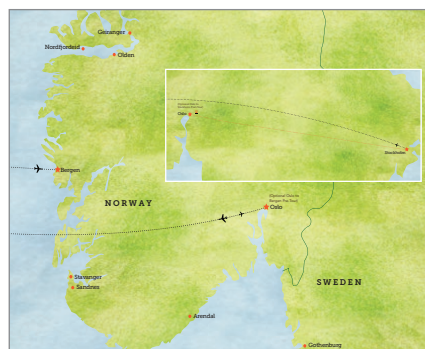 Geiranger
Nordfjordeid
Olden
Oslo
Stockholm
Bergen
NORWAY
(Optional Oslo to
Bergen Pre-Tour)
Oslo
SWEDEN
Stavanger
Sandnes
Arendal
Gothenburg